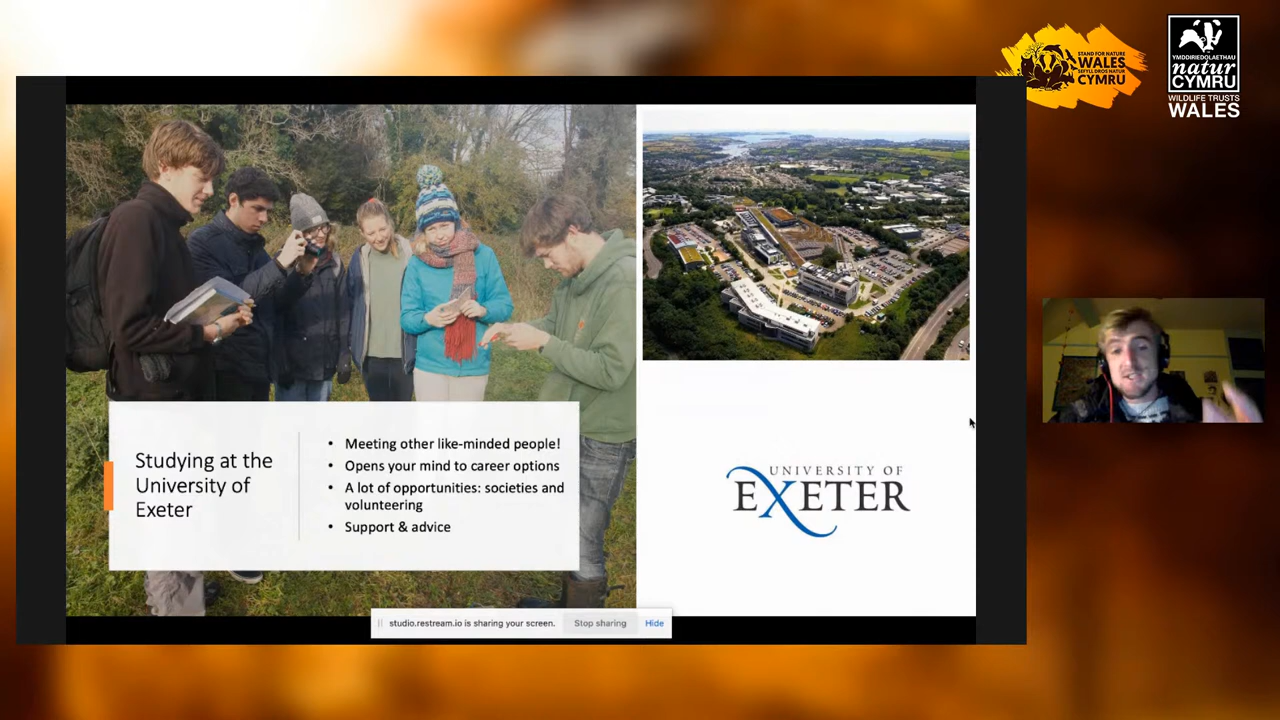 STAND FOR NATURE
WALES
SEFYLL DROS NATUR
CYMRU
YMDDIRIEDOLAETHAU
natur
CYMRU
WILDLIFE TRUSTS
WALES
Studying at the
University of
Exeter
• Meeting other like-minded people!
• Opens your mind to career options
• A lot of opportunities: societies and
volunteering
• Support & advice
UNIVERSITY OF
EXETER
studio.restream.io is sharing your screen.
Stop sharing
Hide